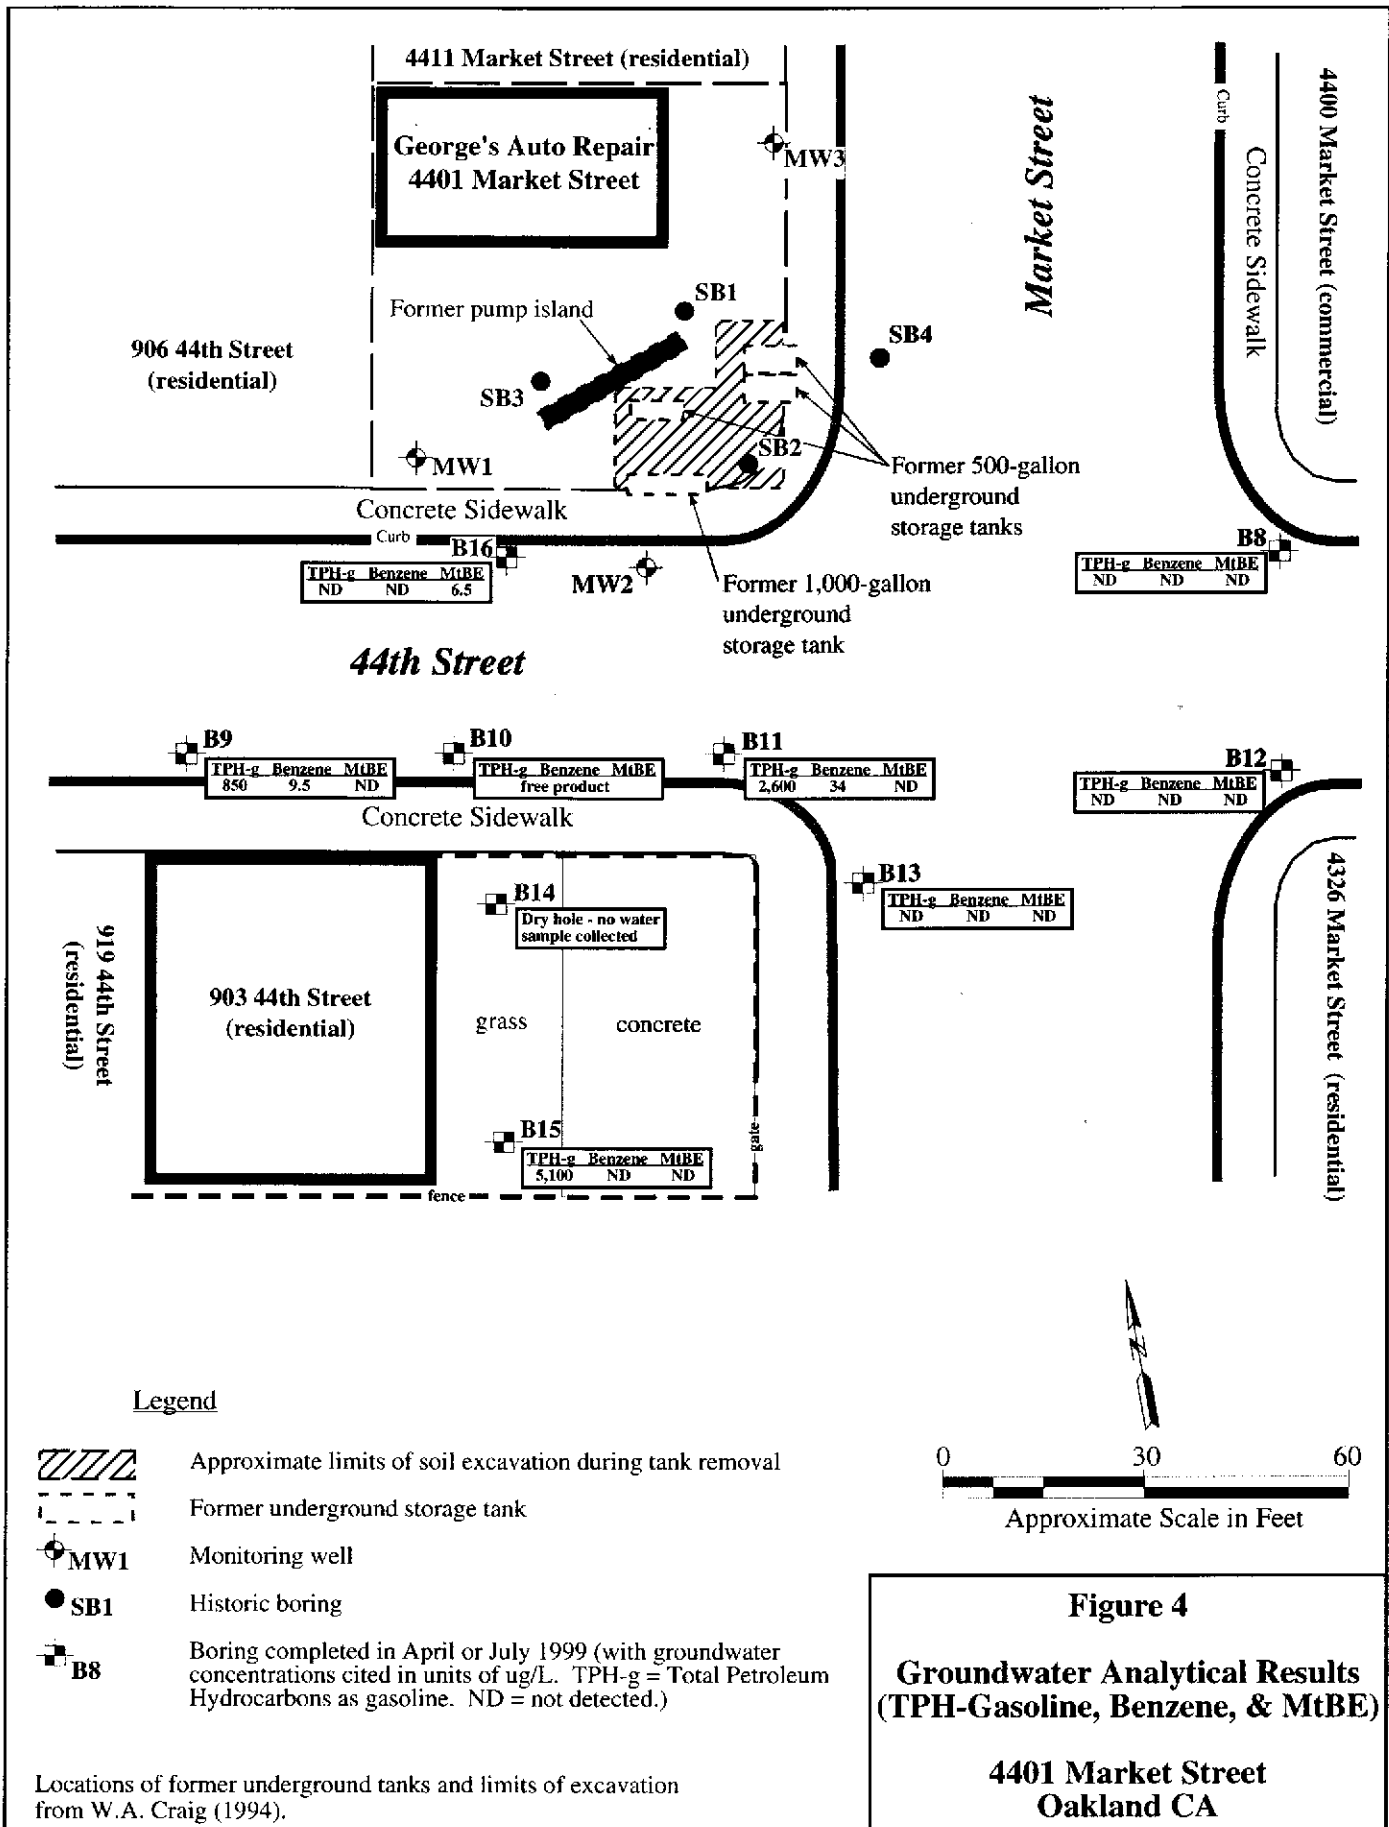 4411 Market Street (residential)
George's Auto Repair
4401 Market Street
MW3
Market Street
Curb
Concrete Sidewalk
4400 Market Street (commercial)
Former pump island
SB1
SB4
906 44th Street
(residential)
SB3
SB2
MW1
Former 500-gallon
underground
storage tanks
Concrete Sidewalk
Curb
B16
TPH-g Benzene MtBE
ND ND 6.5
MW2
Former 1,000-gallon
underground
storage tank
B8
TPH-g Benzene MtBE
ND ND ND
44th Street
B9
TPH-g Benzene MtBE
850 9.5 ND
B10
TPH-g Benzene MtBE
free product
B11
TPH-g Benzene MtBE
2,600 34 ND
B12
TPH-g Benzene MtBE
ND ND ND
Concrete Sidewalk
B13
TPH-g Benzene MtBE
ND ND ND
B14
Dry hole - no water
sample collected
919 44th Street
(residential)
903 44th Street
(residential)
grass
concrete
4326 Market Street (residential)
B15
TPH-g Benzene MtBE
5,100 ND ND
gate
fence
N
Legend
Approximate limits of soil excavation during tank removal
Former underground storage tank
MW1
Monitoring well
SB1
Historic boring
B8
Boring completed in April or July 1999 (with groundwater
concentrations cited in units of ug/L. TPH-g = Total Petroleum
Hydrocarbons as gasoline. ND = not detected.)
0 30 60
Approximate Scale in Feet
Locations of former underground tanks and limits of excavation
from W.A. Craig (1994).
Figure 4
Groundwater Analytical Results
(TPH-Gasoline, Benzene, & MtBE)
4401 Market Street
Oakland CA